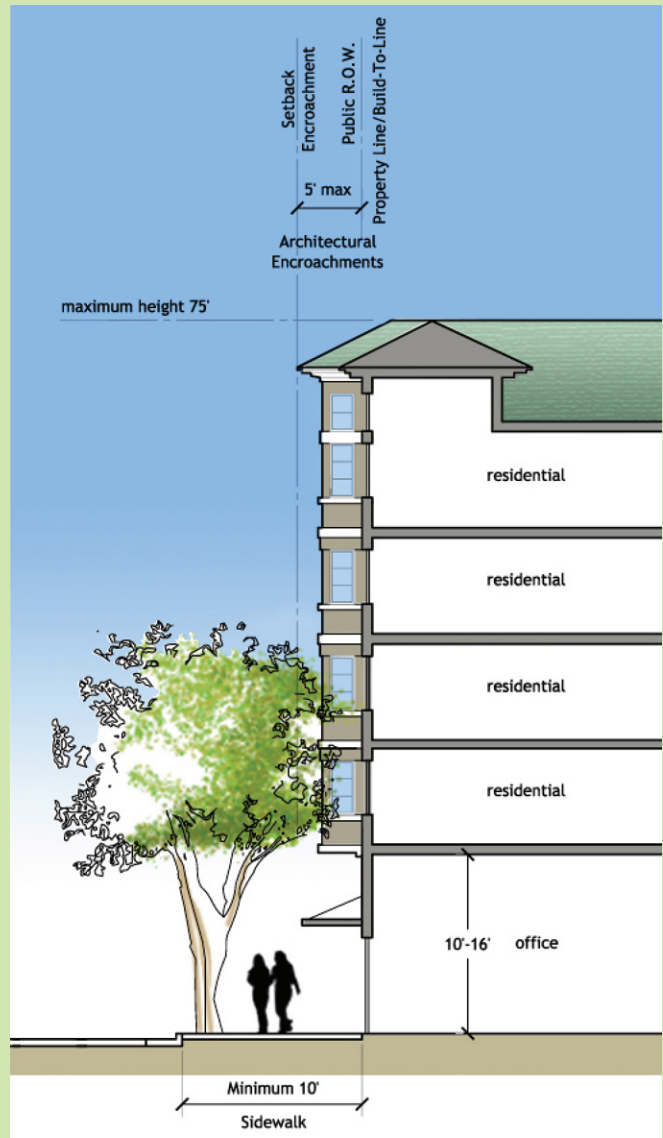 Setback
Encroachment
Public R.O.W.
Property Line/Build-To-Line
5' max
Architectural
Encroachments
maximum height 75'
residential
residential
residential
residential
10'-16'
office
Minimum 10'
Sidewalk